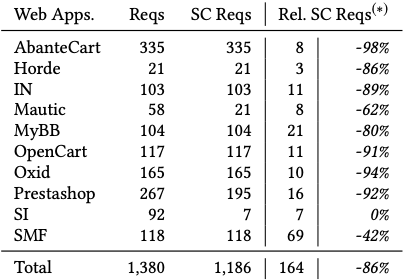 Web Apps. Reqs SC Reqs Rel. SC Reqs(*)
AbanteCart 335 335 8 -98%
Horde 21 21 3 -86%
IN 103 103 11 -89%
Mautic 58 21 8 -62%
MyBB 104 104 21 -80%
OpenCart 117 117 11 -91%
Oxid 165 165 10 -94%
Prestashop 267 195 16 -92%
SI 92 7 7 0%
SMF 118 118 69 -42%
Total 1,380 1,186 164 -86%